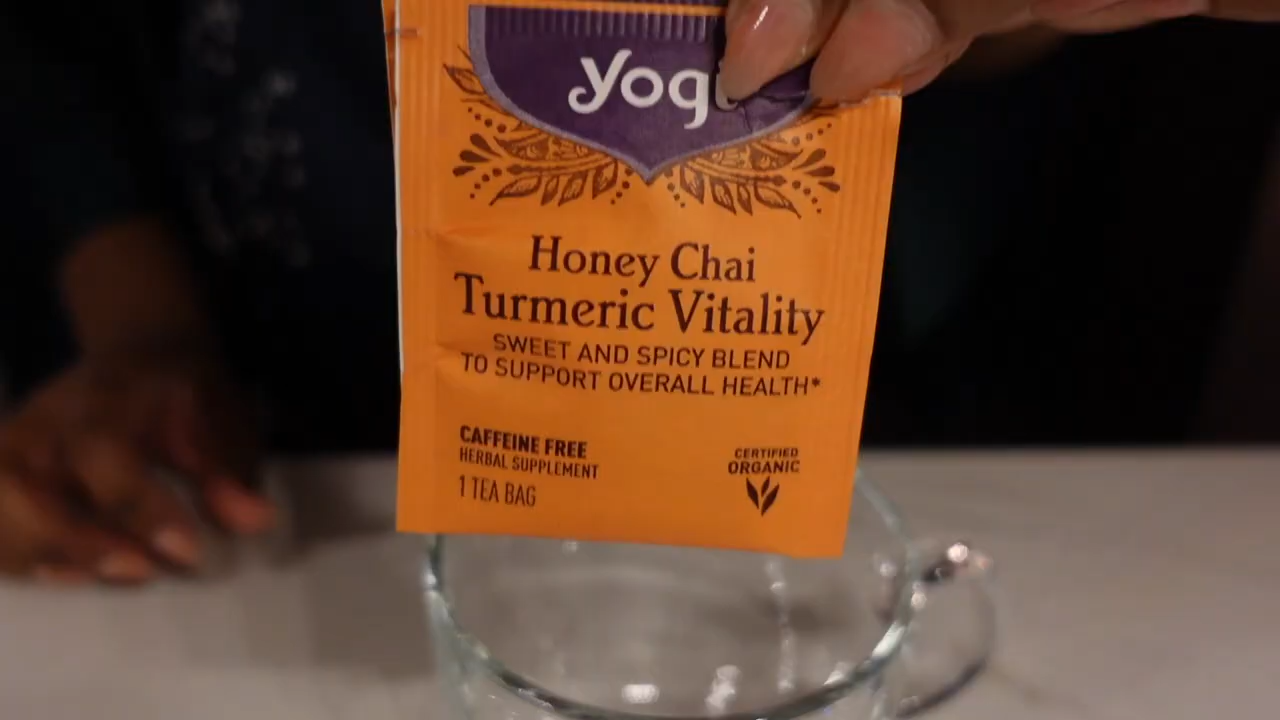 yogi
Honey Chai
Turmeric Vitality
SWEET AND SPICY BLEND
TO SUPPORT OVERALL HEALTH*
CAFFEINE FREE
HERBAL SUPPLEMENT
1 TEA BAG
CERTIFIED
ORGANIC